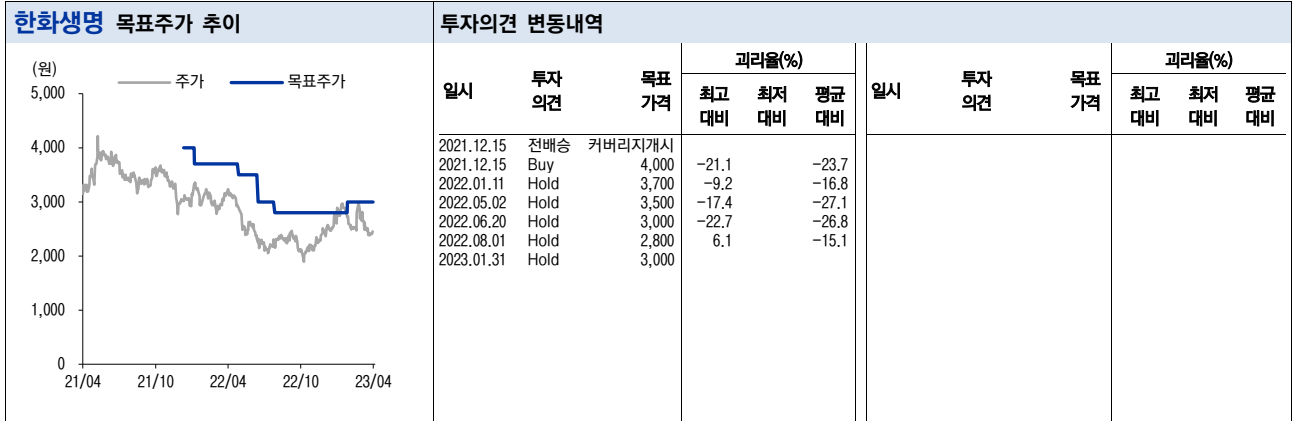 한화생명 목표주가 추이
투자의견 변동내역
(원)
주가 목표주가
5,000
4,000
3,000
2,000
1,000
0
21/04 21/10 22/04 22/10 23/04
일시 투자의견 목표가격 괴리율(%)
최고대비 최저대비 평균대비
2021.12.15 전배승 커버리지개시
2021.12.15 Buy 4,000 -21.1 -23.7
2022.01.11 Hold 3,700 -9.2 -16.8
2022.05.02 Hold 3,500 -17.4 -27.1
2022.06.20 Hold 3,000 -22.7 -26.8
2022.08.01 Hold 2,800 6.1 -15.1
2023.01.31 Hold 3,000
일시 투자의견 목표가격 괴리율(%)
최고대비 최저대비 평균대비